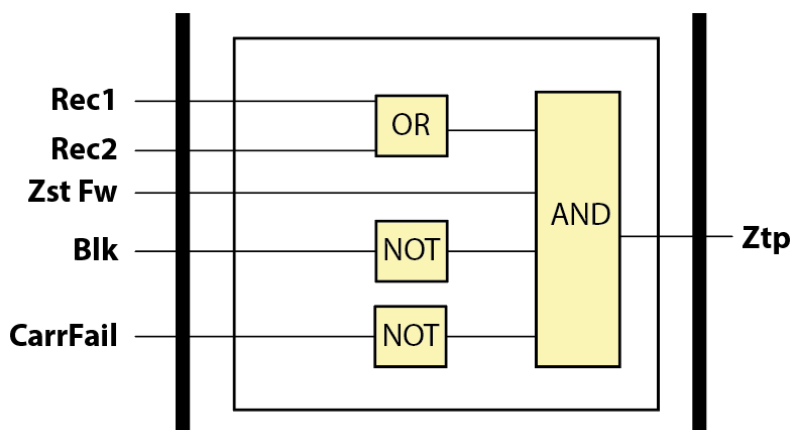 Rec1
OR
Rec2
Zst Fw
AND
Blk
NOT
Ztp
CarrFail
NOT